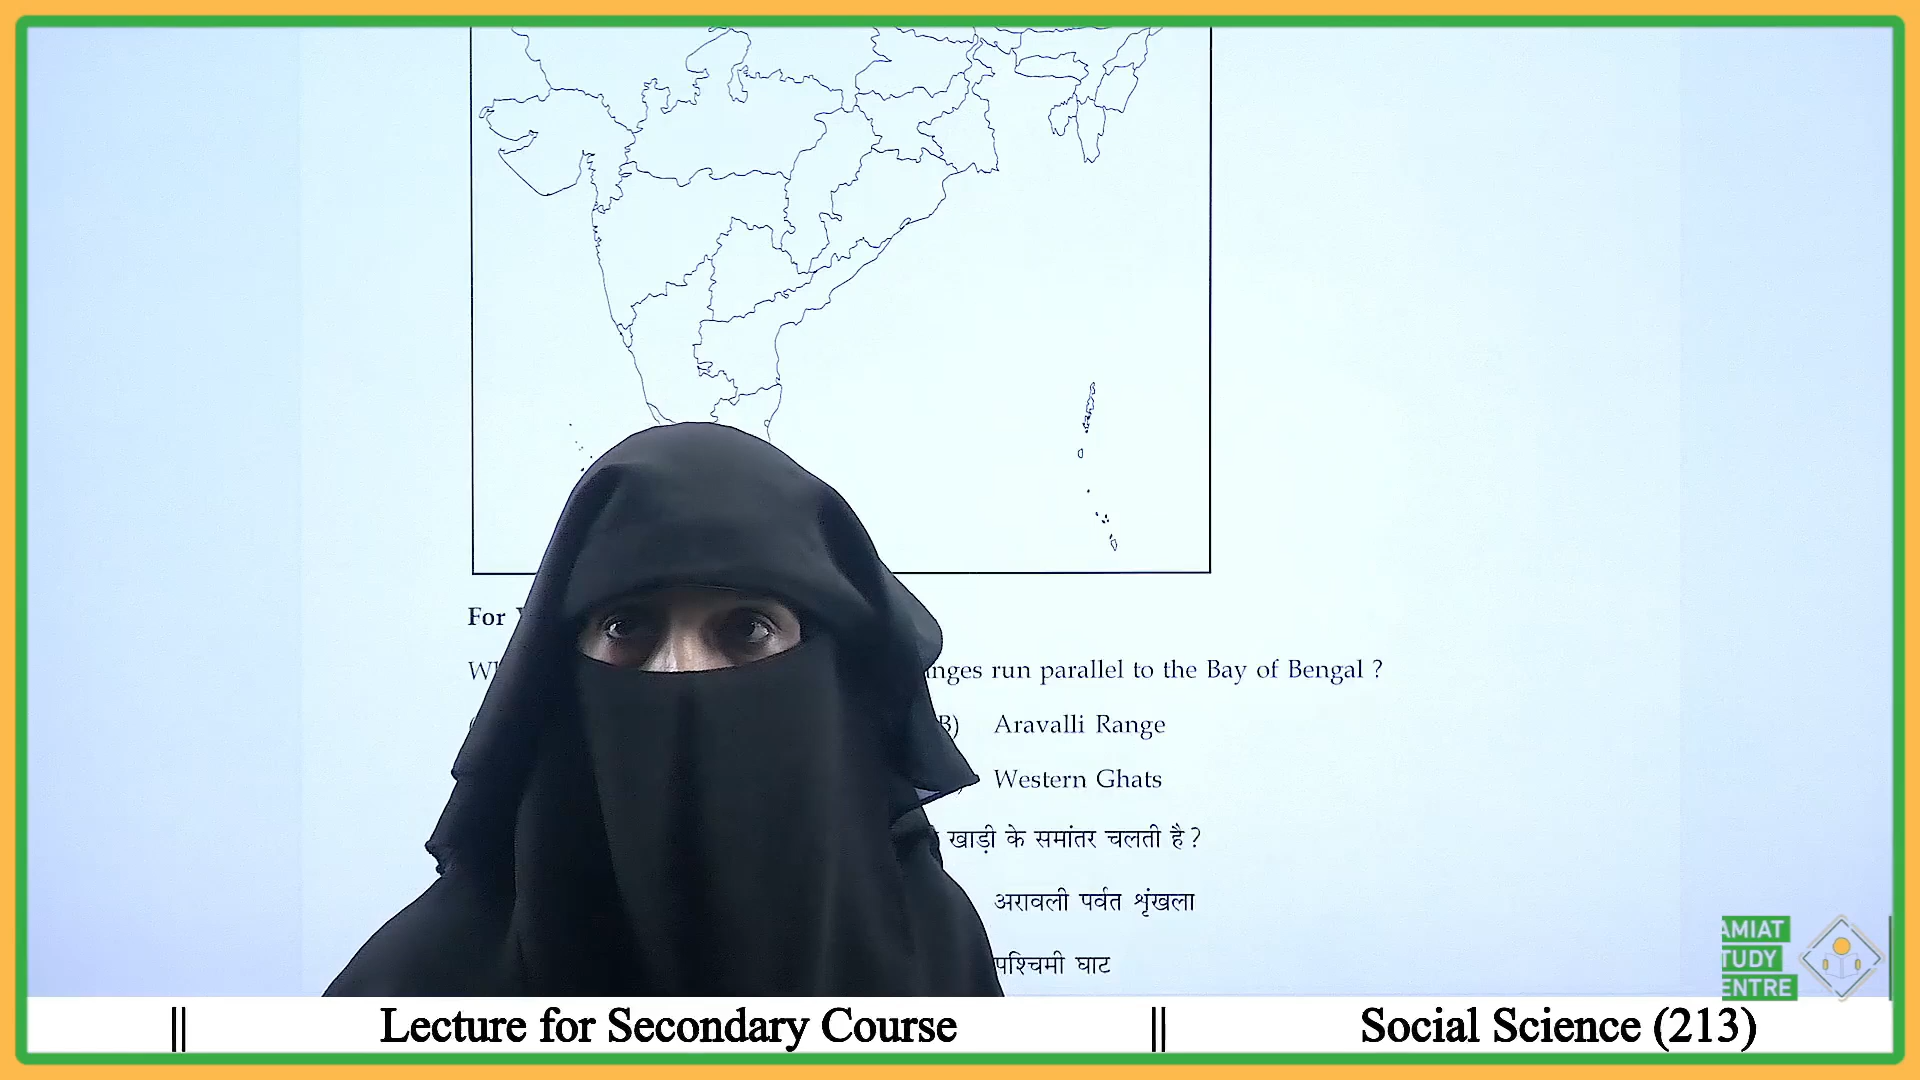 For
run parallel to the Bay of Bengal ?
Aravalli Range
Western Ghats
खाड़ी के समांतर चलती है ?
अरावली पर्वत शृंखला
पश्चिमी घाट
AMIAT
TUDY
ENTRE
|| Lecture for Secondary Course || Social Science (213)